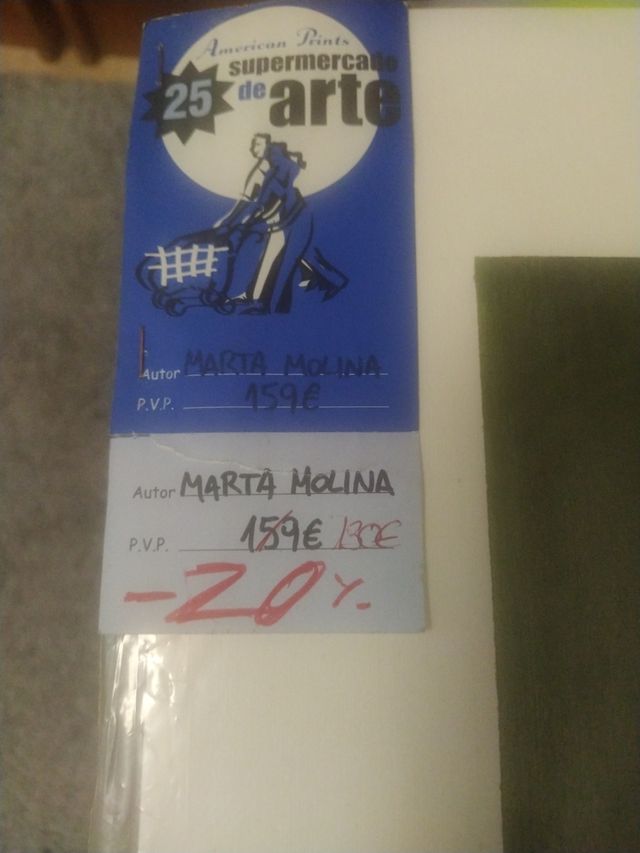 American Prints
25 supermercado
de arte
Autor MARTA MOLINA
P.V.P. 159€
Autor MARTA MOLINA
P.V.P. 159€ 130€
-20%